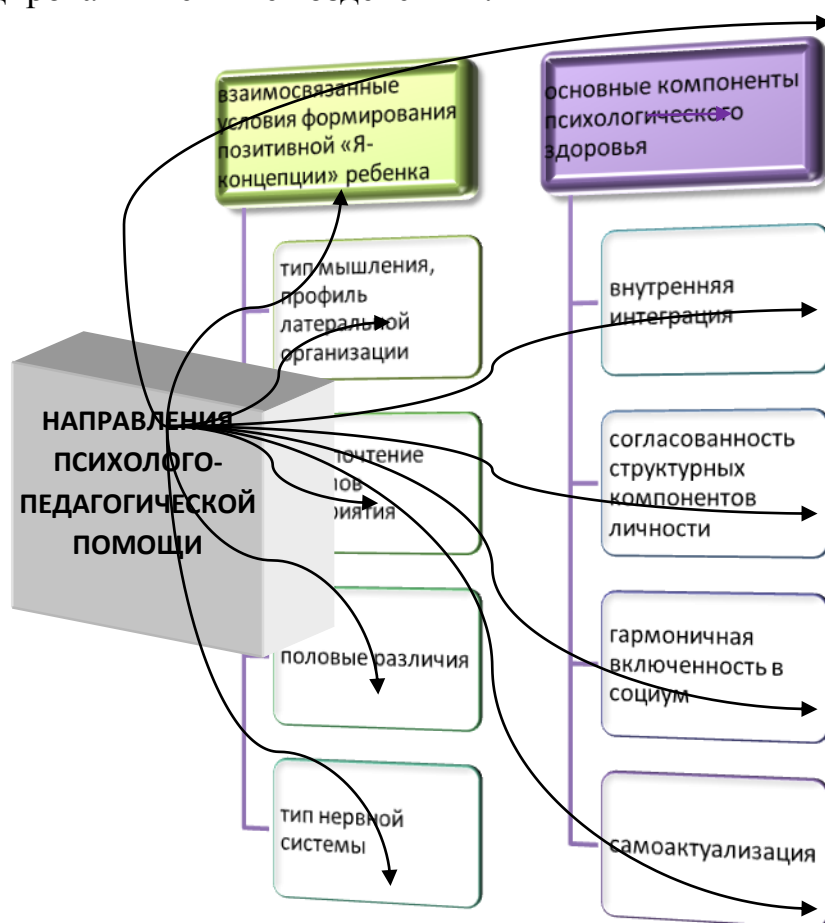 взаимосвязанные
условия формирования
позитивной «Я-
концепции» ребенка
тип мышления,
профиль
латеральной
организации
половые различия
тип нервной
системы
основные компоненты
психологического
здоровья
внутренняя
интеграция
согласованность
структурных
компонентов
личности
гармоничная
включенность в
социум
самоактуализация
НАПРАВЛЕНИЯ
ПСИХОЛОГО-
ПЕДАГОГИЧЕСКОЙ
ПОМОЩИ